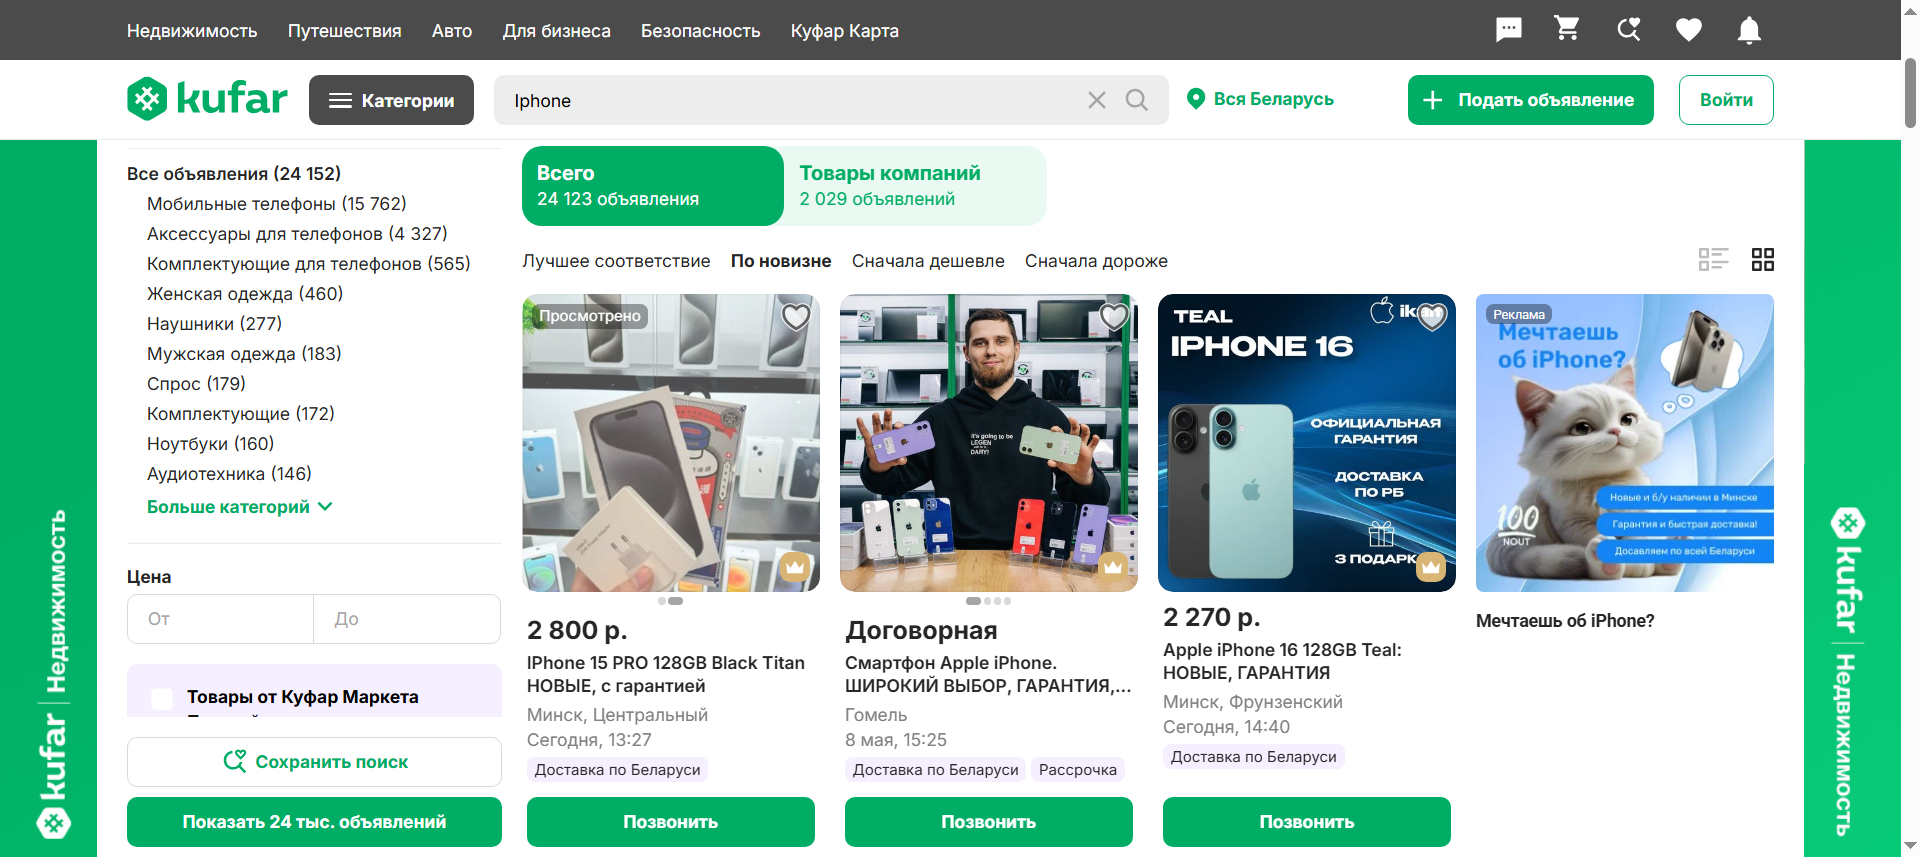 Недвижимость
Путешествия
Авто
Для бизнеса
Безопасность
Куфар Карта
kufar
Категории
Iphone
Вся Беларусь
Подать объявление
Войти
Все объявления (24 152)
Мобильные телефоны (15 762)
Аксессуары для телефонов (4 327)
Комплектующие для телефонов (565)
Женская одежда (460)
Наушники (277)
Мужская одежда (183)
Спрос (179)
Комплектующие (172)
Ноутбуки (160)
Аудиотехника (146)
Больше категорий
Цена
От
До
Товары от Куфар Маркета
Сохранить поиск
Показать 24 тыс. объявлений
Всего
24 123 объявления
Товары компаний
2 029 объявлений
Лучшее соответствие
По новизне
Сначала дешевле
Сначала дороже
Просмотрено
2 800 р.
IPhone 15 PRO 128GB Black Titan
НОВЫЕ, с гарантией
Минск, Центральный
Сегодня, 13:27
Доставка по Беларуси
Позвонить
It's going to be
LEGEN
DARY!
Договорная
Смартфон Apple iPhone.
ШИРОКИЙ ВЫБОР, ГАРАНТИЯ,...
Гомель
8 мая, 15:25
Доставка по Беларуси
Рассрочка
Позвонить
TEAL
IPHONE 16
ОФИЦИАЛЬНАЯ
ГАРАНТИЯ
ДОСТАВКА
ПО РБ
3 ПОДАРК
2 270 р.
Apple iPhone 16 128GB Teal:
НОВЫЕ, ГАРАНТИЯ
Минск, Фрунзенский
Сегодня, 14:40
Доставка по Беларуси
Позвонить
Реклама
Мечтаешь
об iPhone?
100
NOUT
Новые и б/у наличии в Минске
Гарантия и быстрая доставка!
Досавляем по всей Беларуси
Мечтаешь об iPhone?
kufar | Недвижимость
kufar | Недвижимость